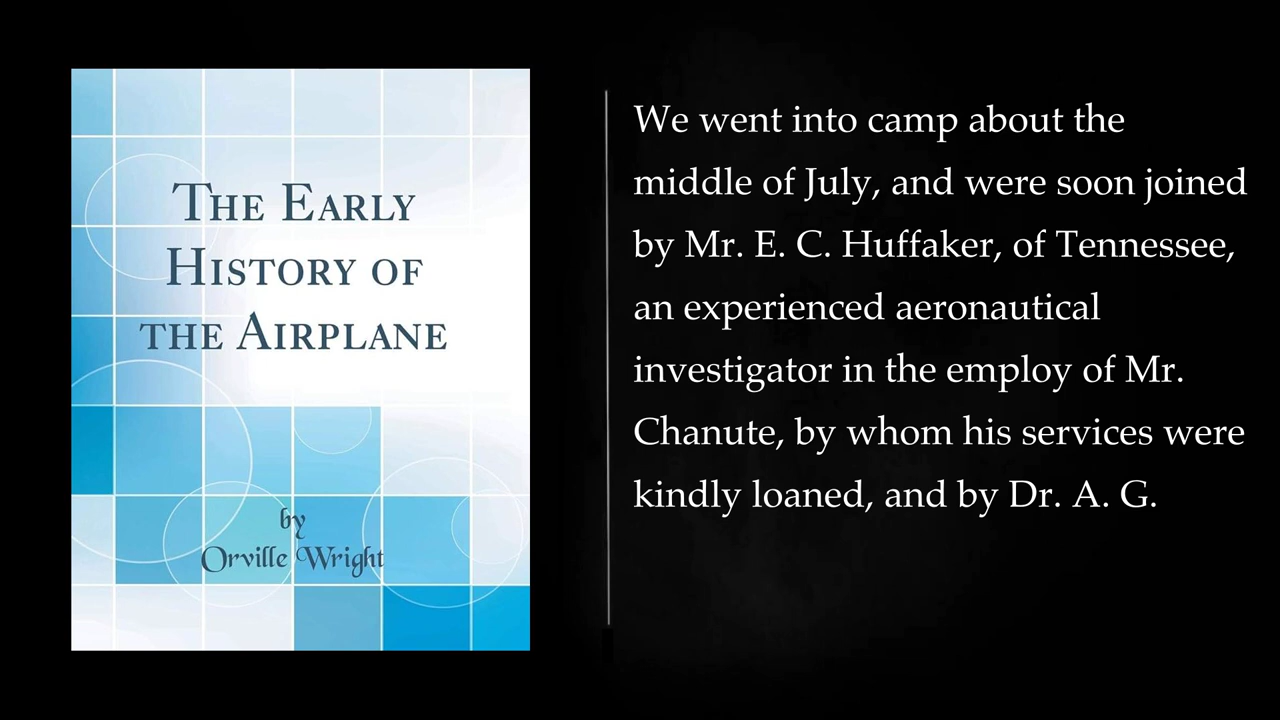 The Early
History of
the Airplane
by
Orville Wright
We went into camp about the
middle of July, and were soon joined
by Mr. E. C. Huffaker, of Tennessee,
an experienced aeronautical
investigator in the employ of Mr.
Chanute, by whom his services were
kindly loaned, and by Dr. A. G.